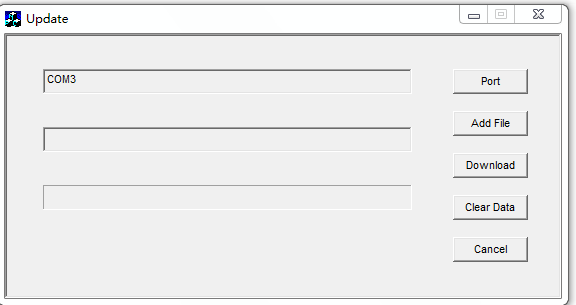 Update
COM3
Port
Add File
Download
Clear Data
Cancel